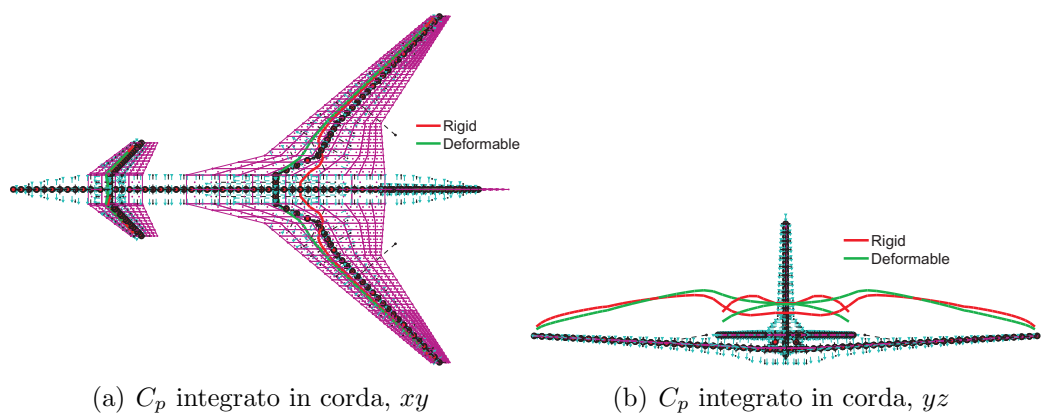 Rigid
Deformable
Rigid
Deformable
(a) $C_p$ integrato in corda, $xy$
(b) $C_p$ integrato in corda, $yz$